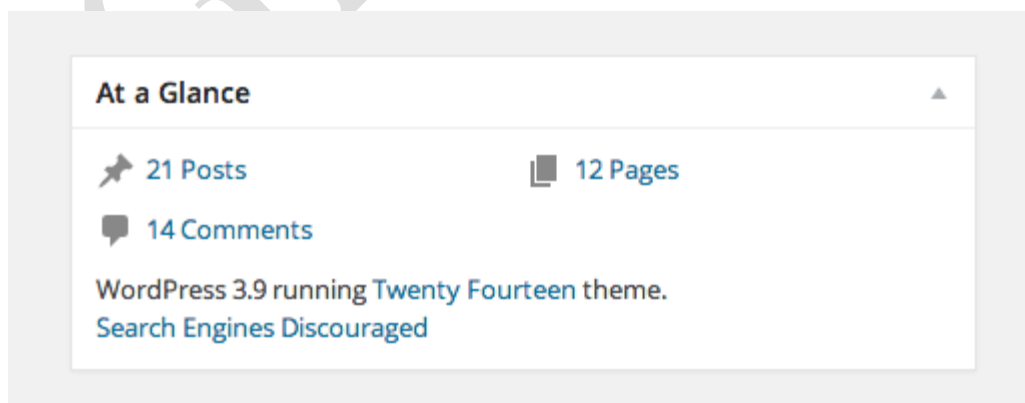 At a Glance
21 Posts
12 Pages
14 Comments
WordPress 3.9 running Twenty Fourteen theme.
Search Engines Discouraged